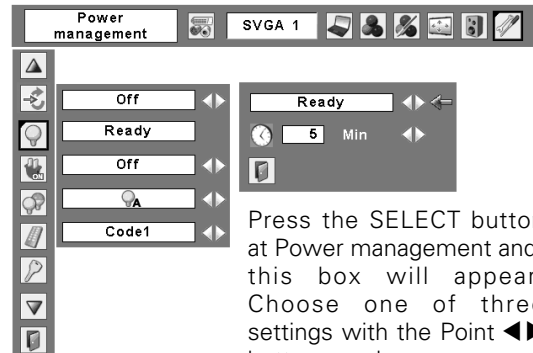 Power
management
SVGA 1
Off
Ready
Off
A
Code1
ON
Ready
5 Min
Press the SELECT button
at Power management and
this box will appear
Choose one of three
settings with the Point ◀▶